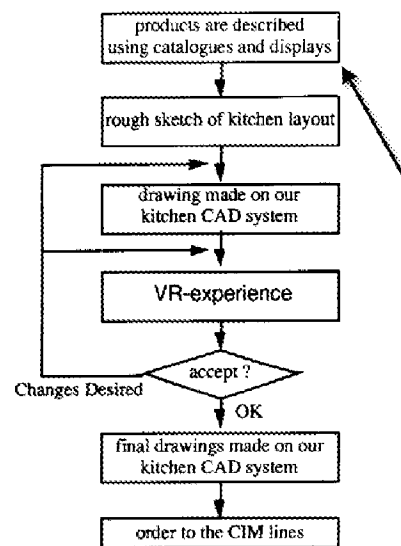 products are described
using catalogues and displays
rough sketch of kitchen layout
drawing made on our
kitchen CAD system
VR-experience
accept ?
Changes Desired
OK
final drawings made on our
kitchen CAD system
order to the CIM lines